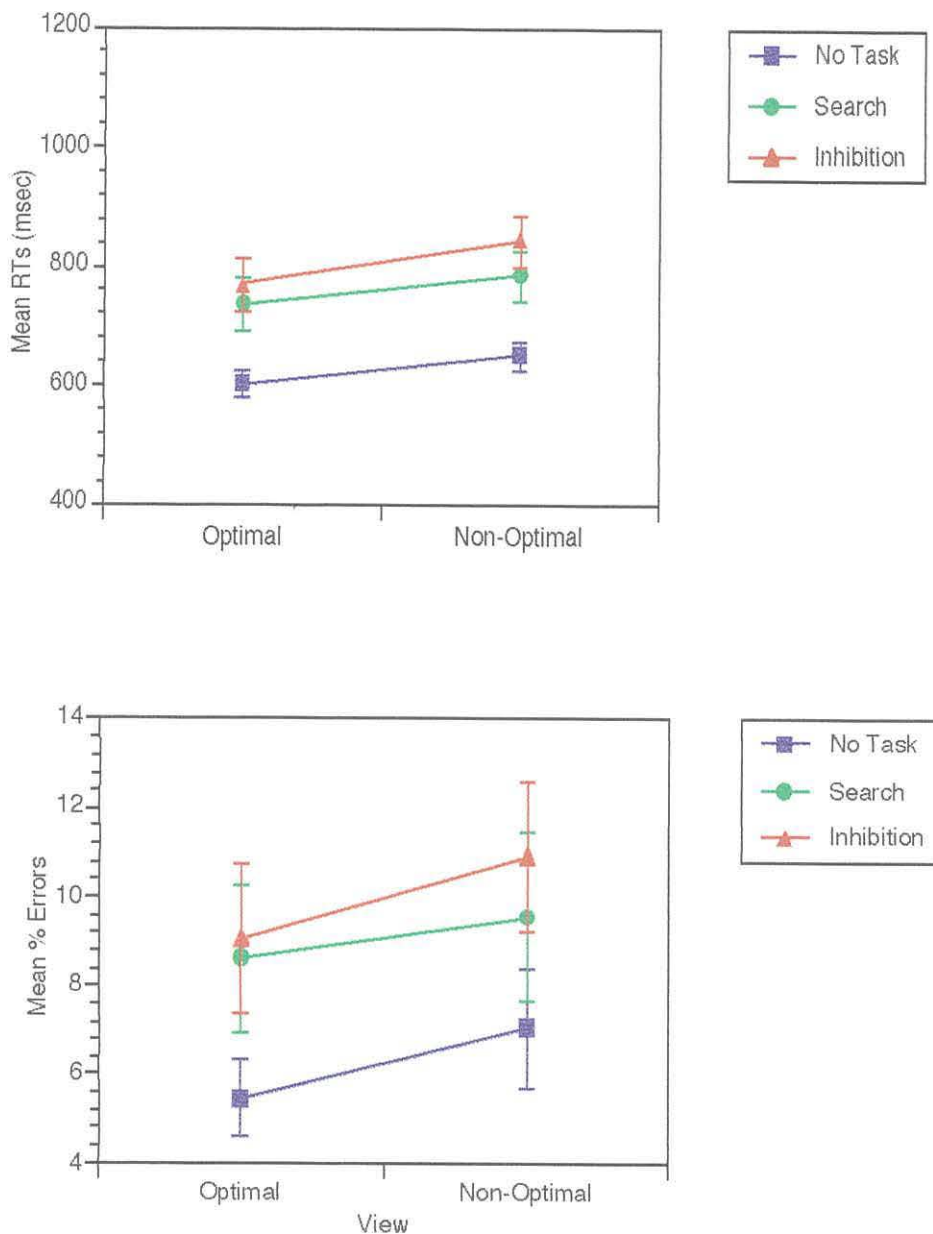 1200
1000
800
600
400
Mean RTs (msec)
Optimal
Non-Optimal
No Task
Search
Inhibition
14
12
10
8
6
4
Mean % Errors
Optimal
Non-Optimal
View
No Task
Search
Inhibition